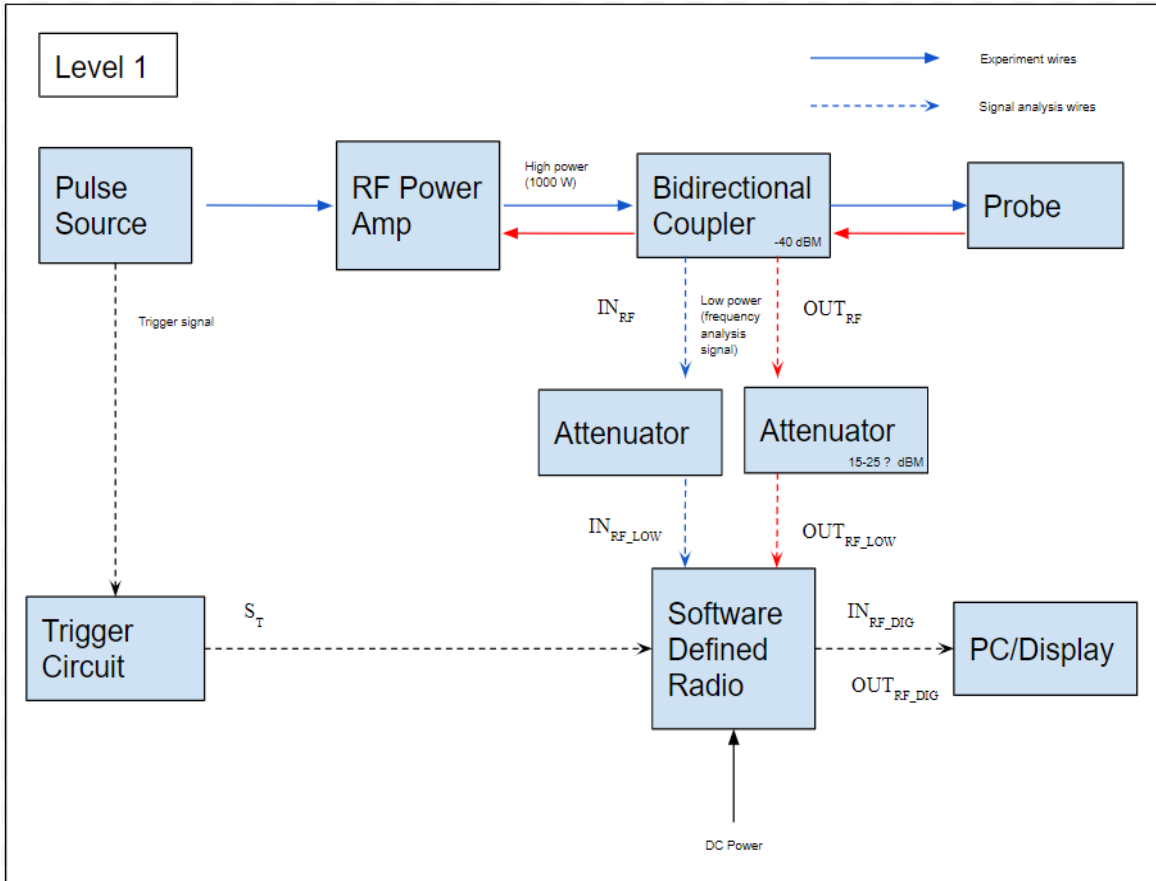 Level 1
Experiment wires
Signal analysis wires
Pulse
Source
RF Power
Amp
High power
(1000 W)
Bidirectional
Coupler
-40 dBM
Probe
Trigger signal
IN_RF
Low power
(frequency
analysis
signal)
OUT_RF
Attenuator
Attenuator
15-25 ? dBM
IN_RF_LOW
OUT_RF_LOW
Trigger
Circuit
S_T
Software
Defined
Radio
IN_RF_DIG
OUT_RF_DIG
PC/Display
DC Power